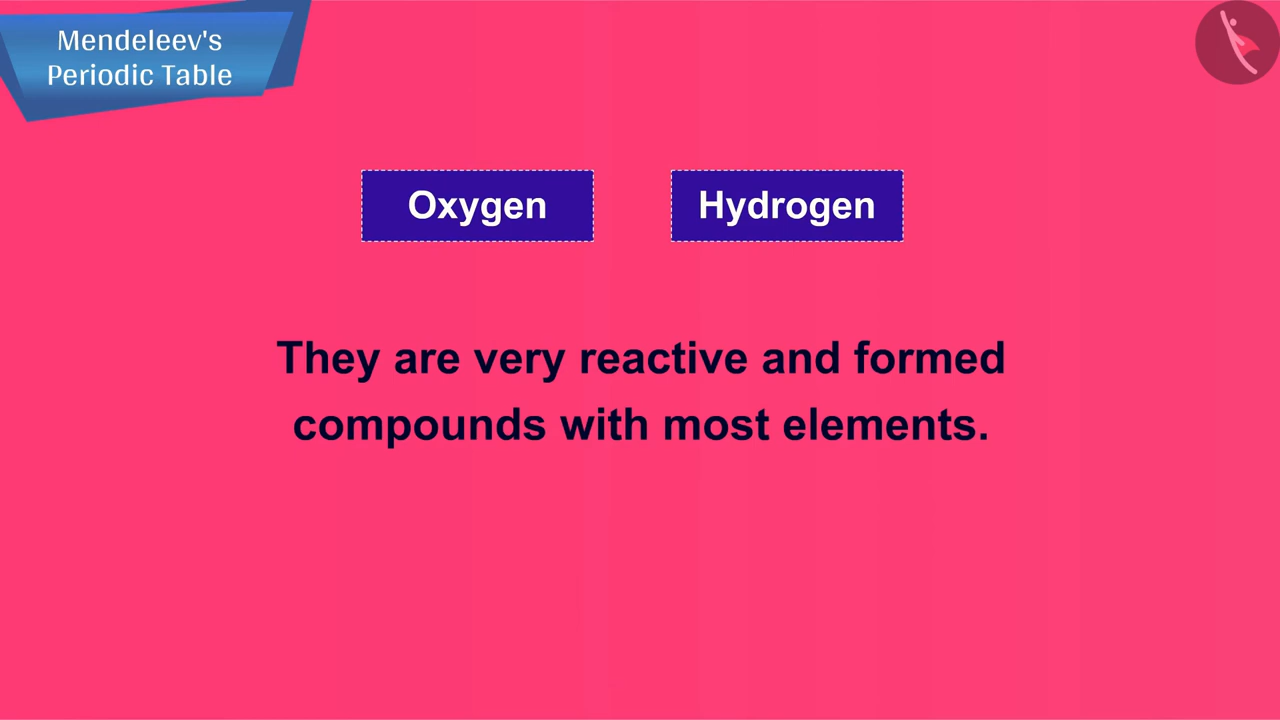 Mendeleev's
Periodic Table
Oxygen Hydrogen
They are very reactive and formed
compounds with most elements.